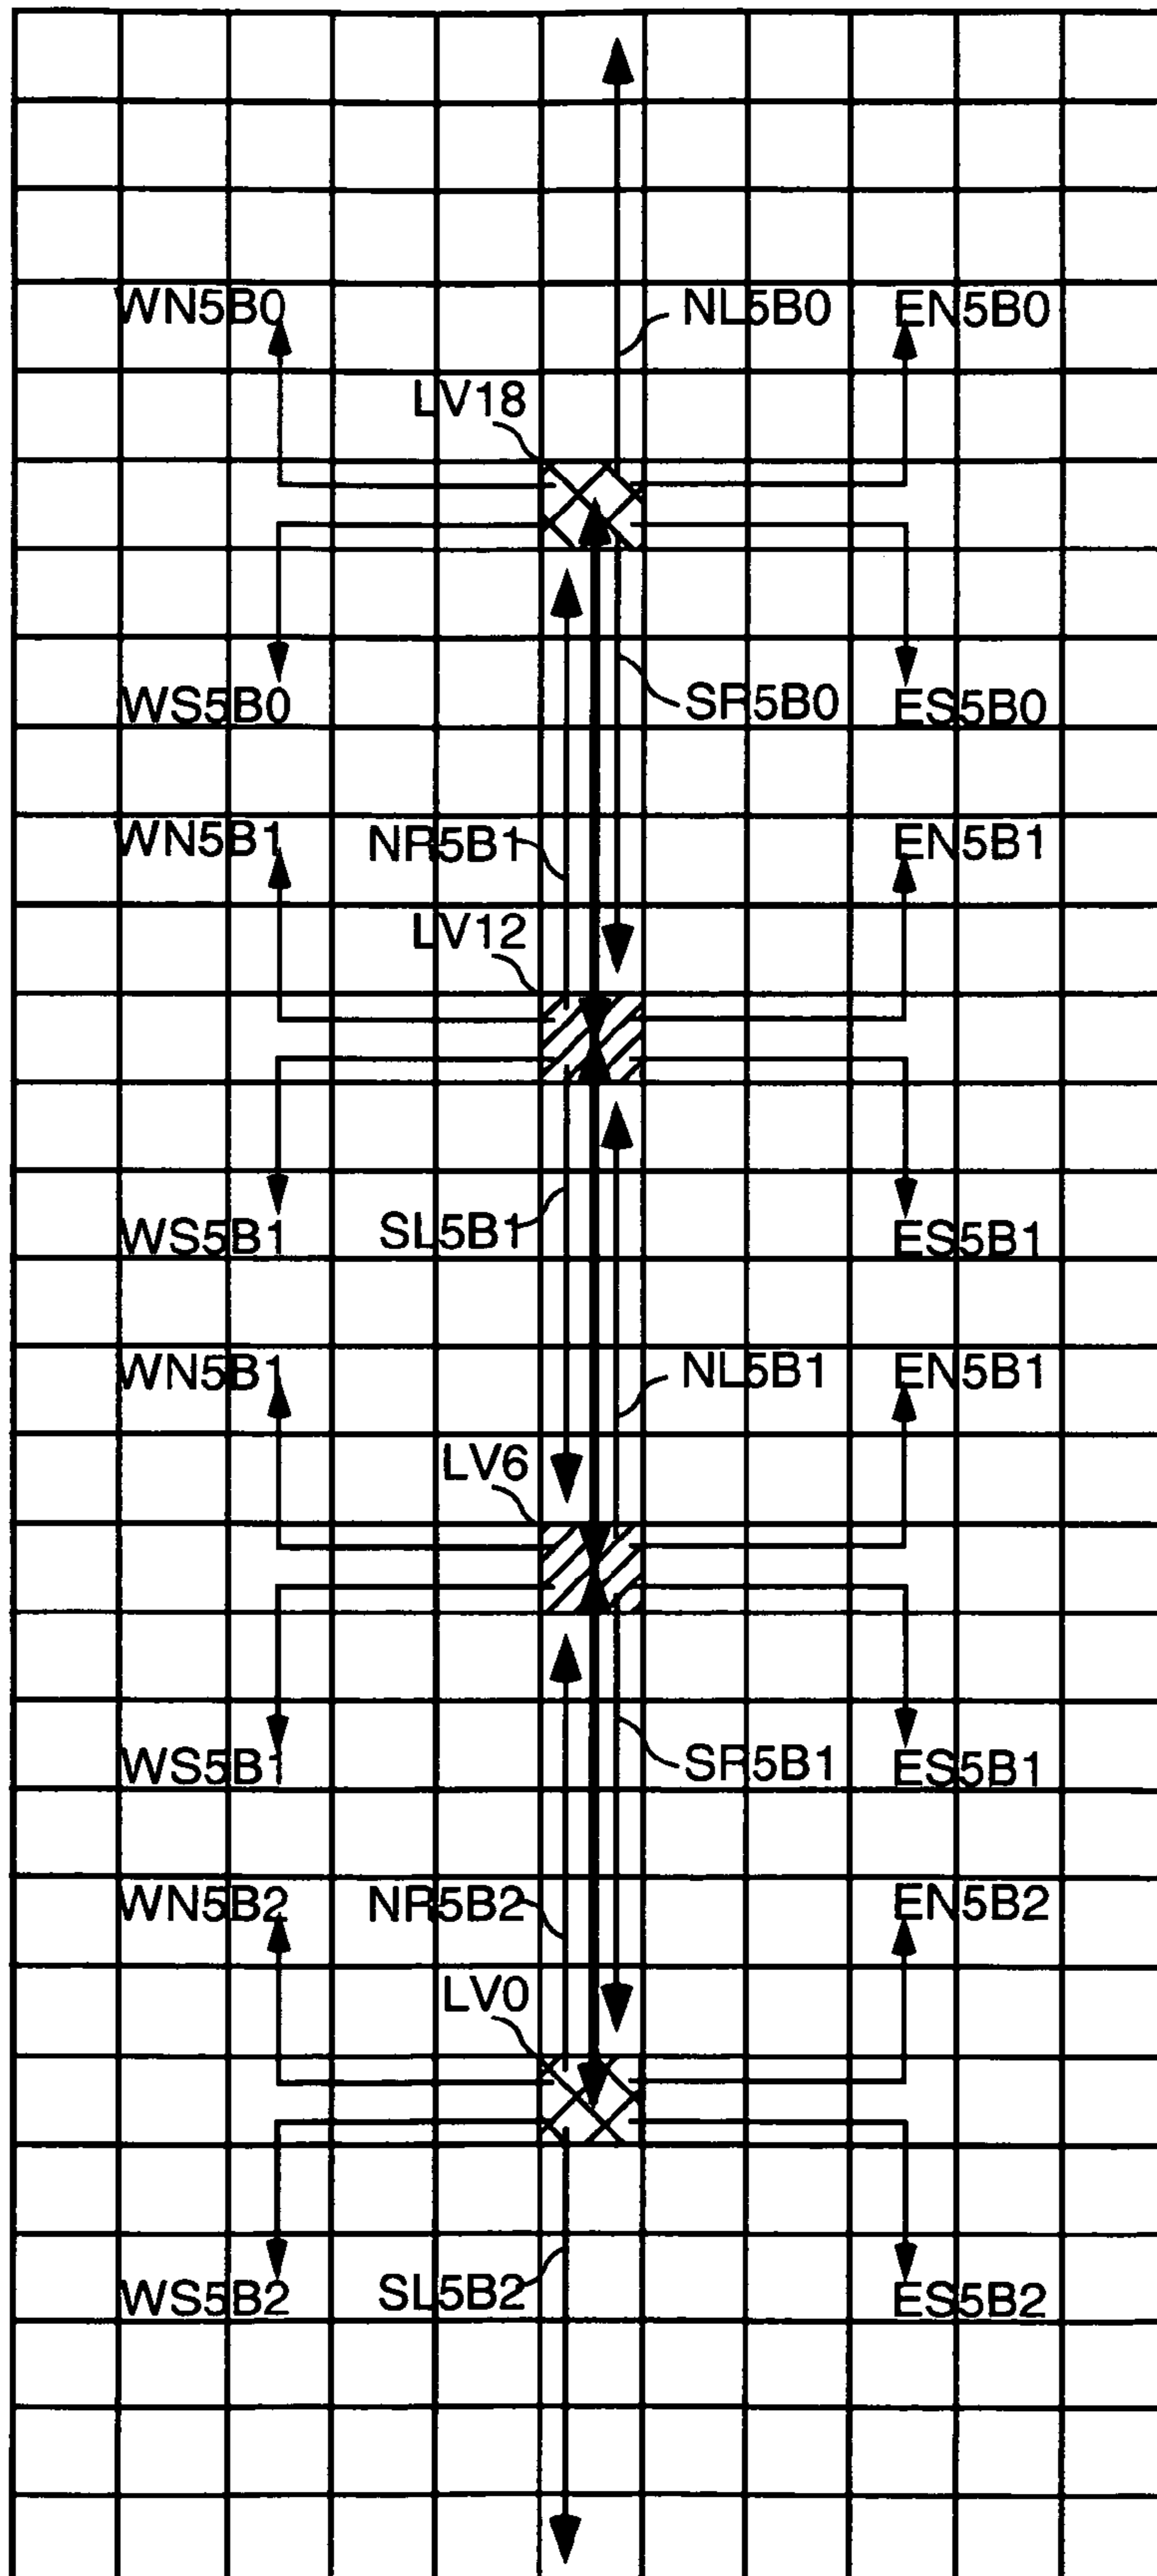 WN5B0 NL5B0 EN5B0
LV18
WS5B0 SR5B0 ES5B0
WN5B1 NR5B1 EN5B1
LV12
WS5B1 SL5B1 ES5B1
WN5B1 NL5B1 EN5B1
LV6
WS5B1 SR5B1 ES5B1
WN5B2 NR5B2 EN5B2
LV0
WS5B2 SL5B2 ES5B2